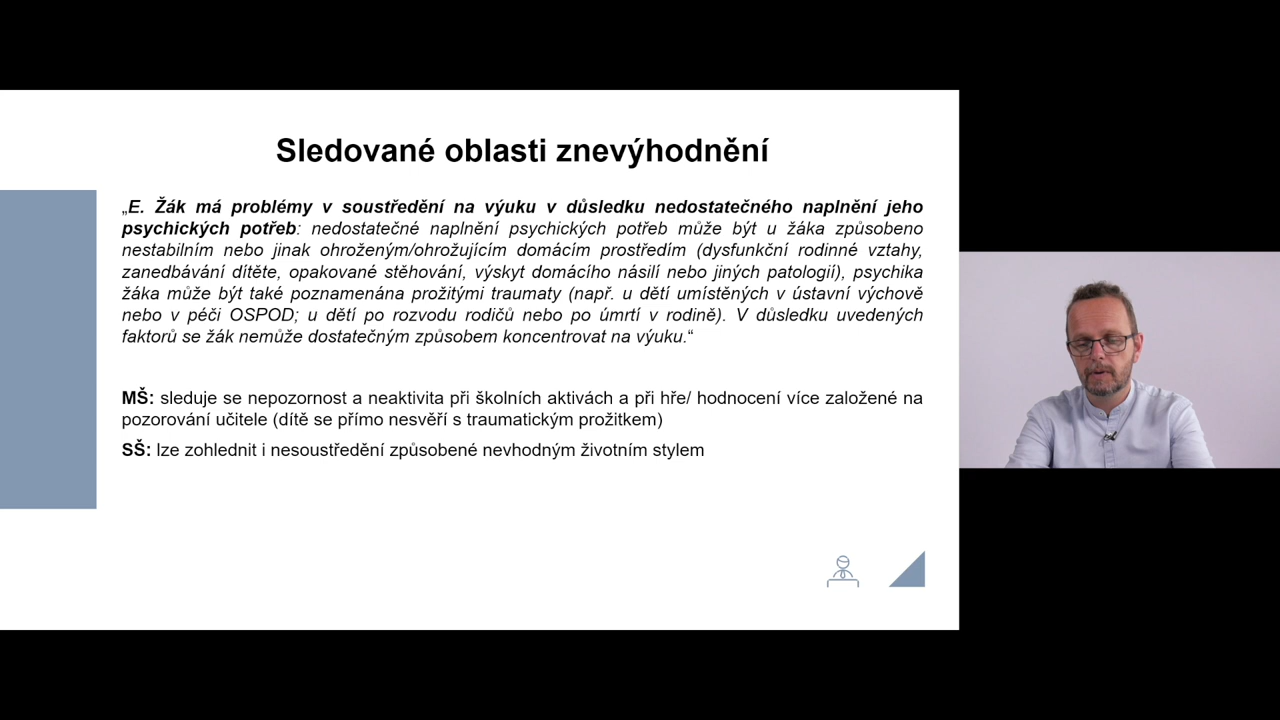 Sledované oblasti znevýhodnění
„E. Žák má problémy v soustředění na výuku v důsledku nedostatečného naplnění jeho
psychických potřeb: nedostatečné naplnění psychických potřeb může být u žáka způsobeno
nestabilním nebo jinak ohroženým/ohrožujícím domácím prostředím (dysfunkční rodinné vztahy,
zanedbávání dítěte, opakované stěhování, výskyt domácího násilí nebo jiných patologií), psychika
žáka může být také poznamenána prožitými traumaty (např. u dětí umístěných v ústavní výchově
nebo v péči OSPOD; u dětí po rozvodu rodičů nebo po úmrtí v rodině). V důsledku uvedených
faktorů se žák nemůže dostatečným způsobem koncentrovat na výuku.“
MŠ: sleduje se nepozornost a neaktivita při školních aktivách a při hře/ hodnocení více založené na
pozorování učitele (dítě se přímo nesvěří s traumatickým prožitkem)
SŠ: lze zohlednit i nesoustředění způsobené nevhodným životním stylem